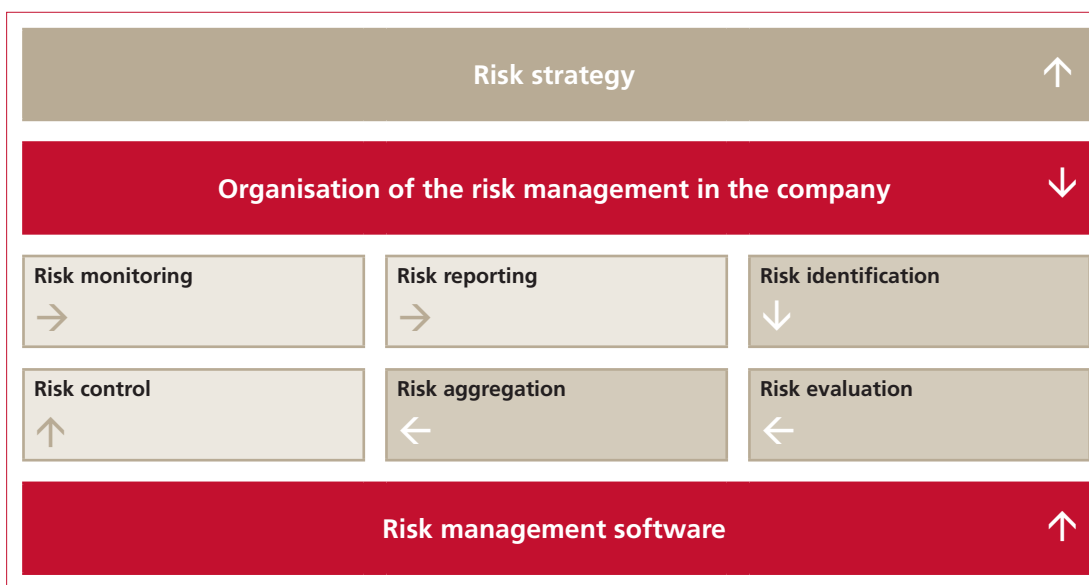 Risk strategy
Organisation of the risk management in the company
Risk monitoring
Risk reporting
Risk identification
Risk control
Risk aggregation
Risk evaluation
Risk management software